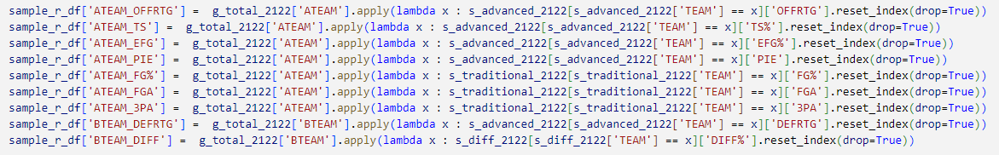 sample_r_df['ATEAM_OFFRTG'] =  g_total_2122['ATEAM'].apply(lambda x : s_advanced_2122[s_advanced_2122['TEAM'] == x]['OFFRTG'].reset_index(drop=True))
sample_r_df['ATEAM_TS'] =  g_total_2122['ATEAM'].apply(lambda x : s_advanced_2122[s_advanced_2122['TEAM'] == x]['TS%'].reset_index(drop=True))
sample_r_df['ATEAM_EFG'] =  g_total_2122['ATEAM'].apply(lambda x : s_advanced_2122[s_advanced_2122['TEAM'] == x]['EFG%'].reset_index(drop=True))
sample_r_df['ATEAM_PIE'] =  g_total_2122['ATEAM'].apply(lambda x : s_advanced_2122[s_advanced_2122['TEAM'] == x]['PIE'].reset_index(drop=True))
sample_r_df['ATEAM_FG%'] =  g_total_2122['ATEAM'].apply(lambda x : s_traditional_2122[s_traditional_2122['TEAM'] == x]['FG%'].reset_index(drop=True))
sample_r_df['ATEAM_FGA'] =  g_total_2122['ATEAM'].apply(lambda x : s_traditional_2122[s_traditional_2122['TEAM'] == x]['FGA'].reset_index(drop=True))
sample_r_df['ATEAM_3PA'] =  g_total_2122['ATEAM'].apply(lambda x : s_traditional_2122[s_traditional_2122['TEAM'] == x]['3PA'].reset_index(drop=True))
sample_r_df['BTEAM_DEFRTG'] =  g_total_2122['BTEAM'].apply(lambda x : s_advanced_2122[s_advanced_2122['TEAM'] == x]['DEFRTG'].reset_index(drop=True))
sample_r_df['BTEAM_DIFF'] =  g_total_2122['BTEAM'].apply(lambda x : s_diff_2122[s_diff_2122['TEAM'] == x]['DIFF%'].reset_index(drop=True))